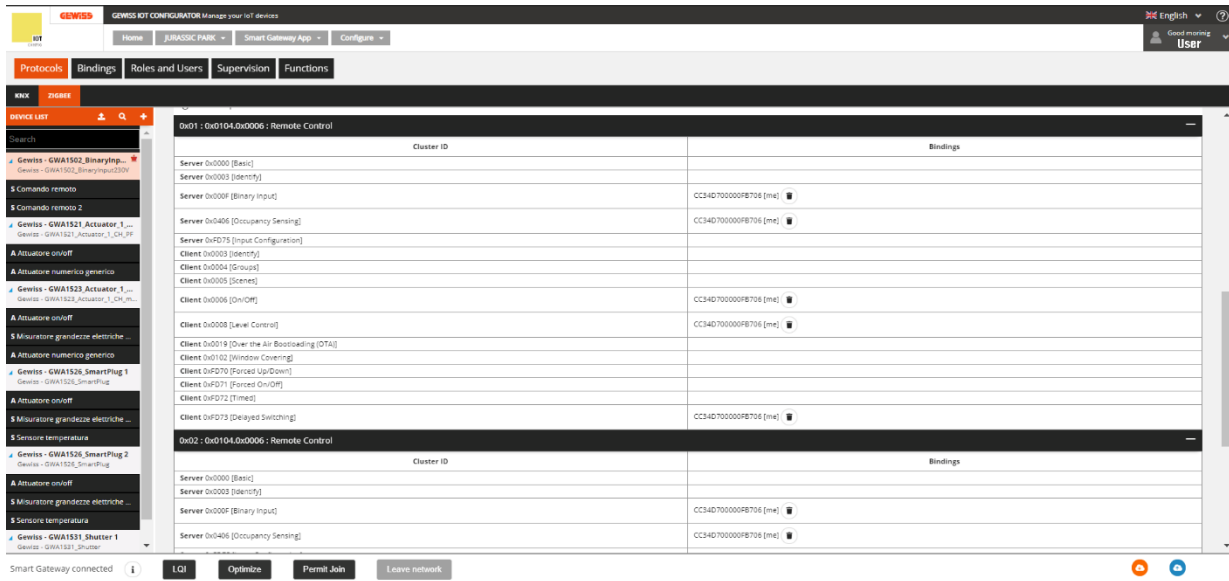 GEWISS GEWISS IOT CONFIGURATOR Manage your IoT devices English ?
IOT
Home JURASSIC PARK Smart Gateway App Configure
Good morinig
User
Protocols Bindings Roles and Users Supervision Functions
KNX ZIGBEE
DEVICE LIST
Search
Gewiss - GWA1502_BinaryInp...
Gewiss - GWA1502_BinaryInput230V
S Comando remoto
S Comando remoto 2
Gewiss - GWA1521_Actuator_1_...
Gewiss - GWA1521_Actuator_1_CH_PF
A Attuatore on/off
A Attuatore numerico generico
Gewiss - GWA1523_Actuator_1_...
Gewiss - GWA1523_Actuator_1_CH_m...
A Attuatore on/off
S Misuratore grandezze elettriche ...
A Attuatore numerico generico
Gewiss - GWA1526_SmartPlug 1
Gewiss - GWA1526_SmartPlug
A Attuatore on/off
S Misuratore grandezze elettriche ...
S Sensore temperatura
Gewiss - GWA1526_SmartPlug 2
Gewiss - GWA1526_SmartPlug
A Attuatore on/off
S Misuratore grandezze elettriche ...
S Sensore temperatura
Gewiss - GWA1531_Shutter 1
Gewiss - GWA1531_Shutter
0x01 : 0x0104.0x0006 : Remote Control
Cluster ID Bindings
Server 0x0000 [Basic]
Server 0x0003 [Identify]
Server 0x000F [Binary Input] CC34D700000FB706 [me]
Server 0x0406 [Occupancy Sensing] CC34D700000FB706 [me]
Server 0xFD75 [Input Configuration]
Client 0x0003 [Identify]
Client 0x0004 [Groups]
Client 0x0005 [Scenes]
Client 0x0006 [On/Off] CC34D700000FB706 [me]
Client 0x0008 [Level Control] CC34D700000FB706 [me]
Client 0x0019 [Over the Air Bootloading (OTA)]
Client 0x0102 [Window Covering]
Client 0xFD70 [Forced Up/Down]
Client 0xFD71 [Forced On/Off]
Client 0xFD72 [Timed]
Client 0xFD73 [Delayed Switching] CC34D700000FB706 [me]
0x02 : 0x0104.0x0006 : Remote Control
Cluster ID Bindings
Server 0x0000 [Basic]
Server 0x0003 [Identify]
Server 0x000F [Binary Input] CC34D700000FB706 [me]
Server 0x0406 [Occupancy Sensing] CC34D700000FB706 [me]
Smart Gateway connected i LQI Optimize Permit Join Leave network